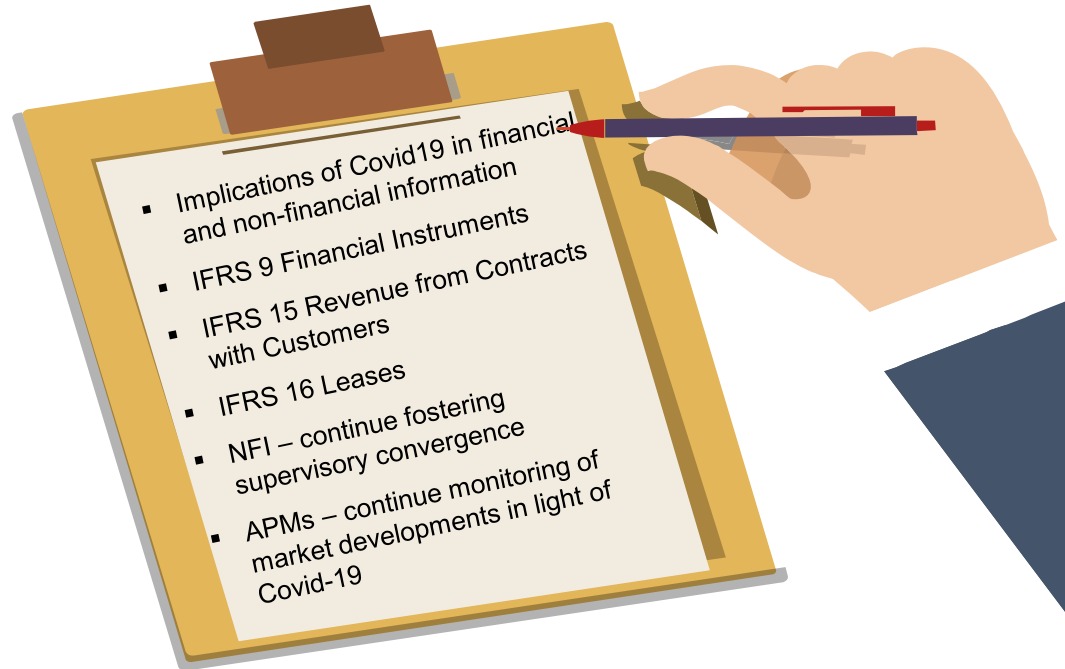 ▪ Implications of Covid19 in financial
and non-financial information
▪ IFRS 9 Financial Instruments
▪ IFRS 15 Revenue from Contracts
with Customers
▪ IFRS 16 Leases
▪ NFI – continue fostering
supervisory convergence
▪ APMs – continue monitoring of
market developments in light of
Covid-19